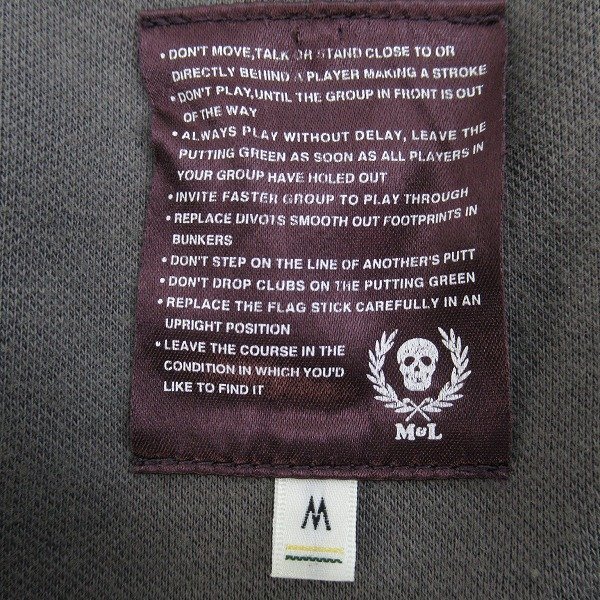 • DON'T MOVE,TALK OR STAND CLOSE TO OR
DIRECTLY BEHIND A PLAYER MAKING A STROKE
• DON'T PLAY,UNTIL THE GROUP IN FRONT IS OUT
OF THE WAY
• ALWAYS PLAY WITHOUT DELAY, LEAVE THE
PUTTING GREEN AS SOON AS ALL PLAYERS IN
YOUR GROUP HAVE HOLED OUT
• INVITE FASTER GROUP TO PLAY THROUGH
• REPLACE DIVOTS SMOOTH OUT FOOTPRINTS IN
BUNKERS
• DON'T STEP ON THE LINE OF ANOTHER'S PUTT
• DON'T DROP CLUBS ON THE PUTTING GREEN
• REPLACE THE FLAG STICK CAREFULLY IN AN
UPRIGHT POSITION
• LEAVE THE COURSE IN THE
CONDITION IN WHICH YOU'D
LIKE TO FIND IT
M&L
M